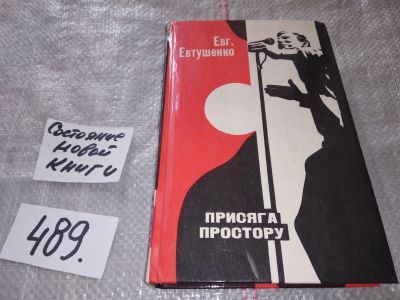 Евг.
Евтушенко
ПРИСЯГА
ПРОСТОРУ
Состояние
новой
книги
489.